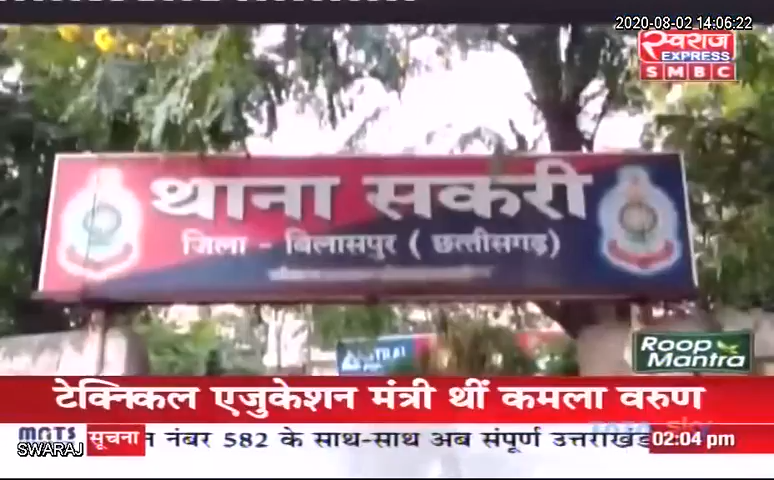 2020-08-02 14:06:22
स्वराज
EXPRESS
SMBC
थाना सकरी
जिला - बिलासपुर ( छत्तीसगढ़ )
Roop
Mantra
टेक्निकल एजुकेशन मंत्री थीं कमला वरुण
सूचना न नंबर 582 के साथ-साथ अब संपूर्ण उत्तराखंड 02:04 pm
SWARAJ